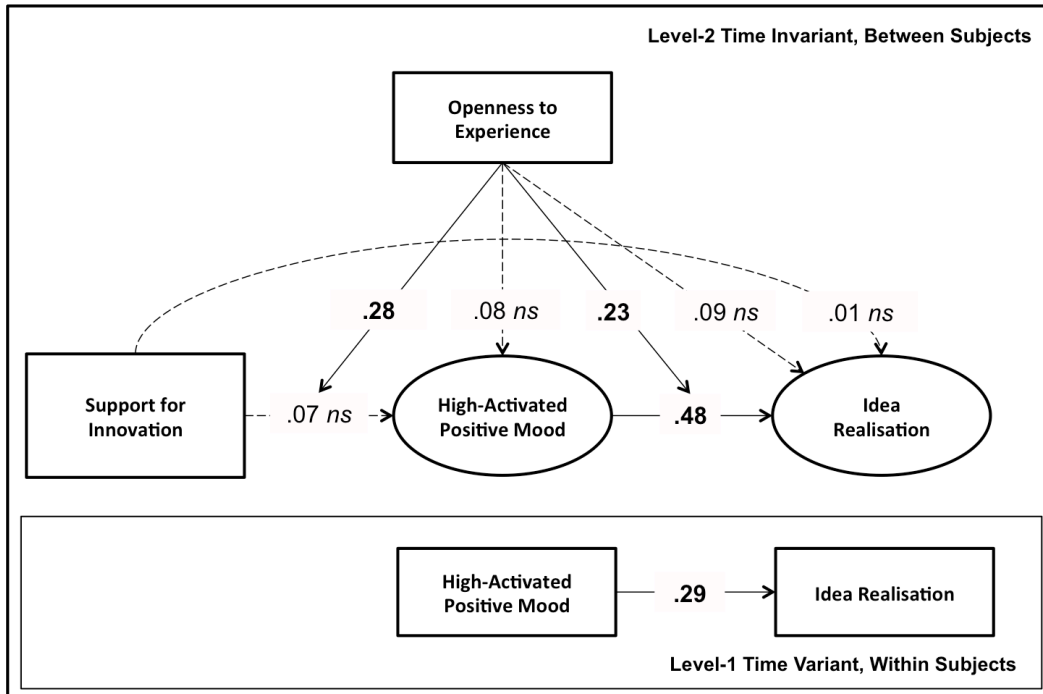 Level-2 Time Invariant, Between Subjects
Openness to
Experience
.28
.08 ns
.23
.09 ns
.01 ns
Support for
Innovation
.07 ns
High-Activated
Positive Mood
.48
Idea
Realisation
High-Activated
Positive Mood
.29
Idea Realisation
Level-1 Time Variant, Within Subjects